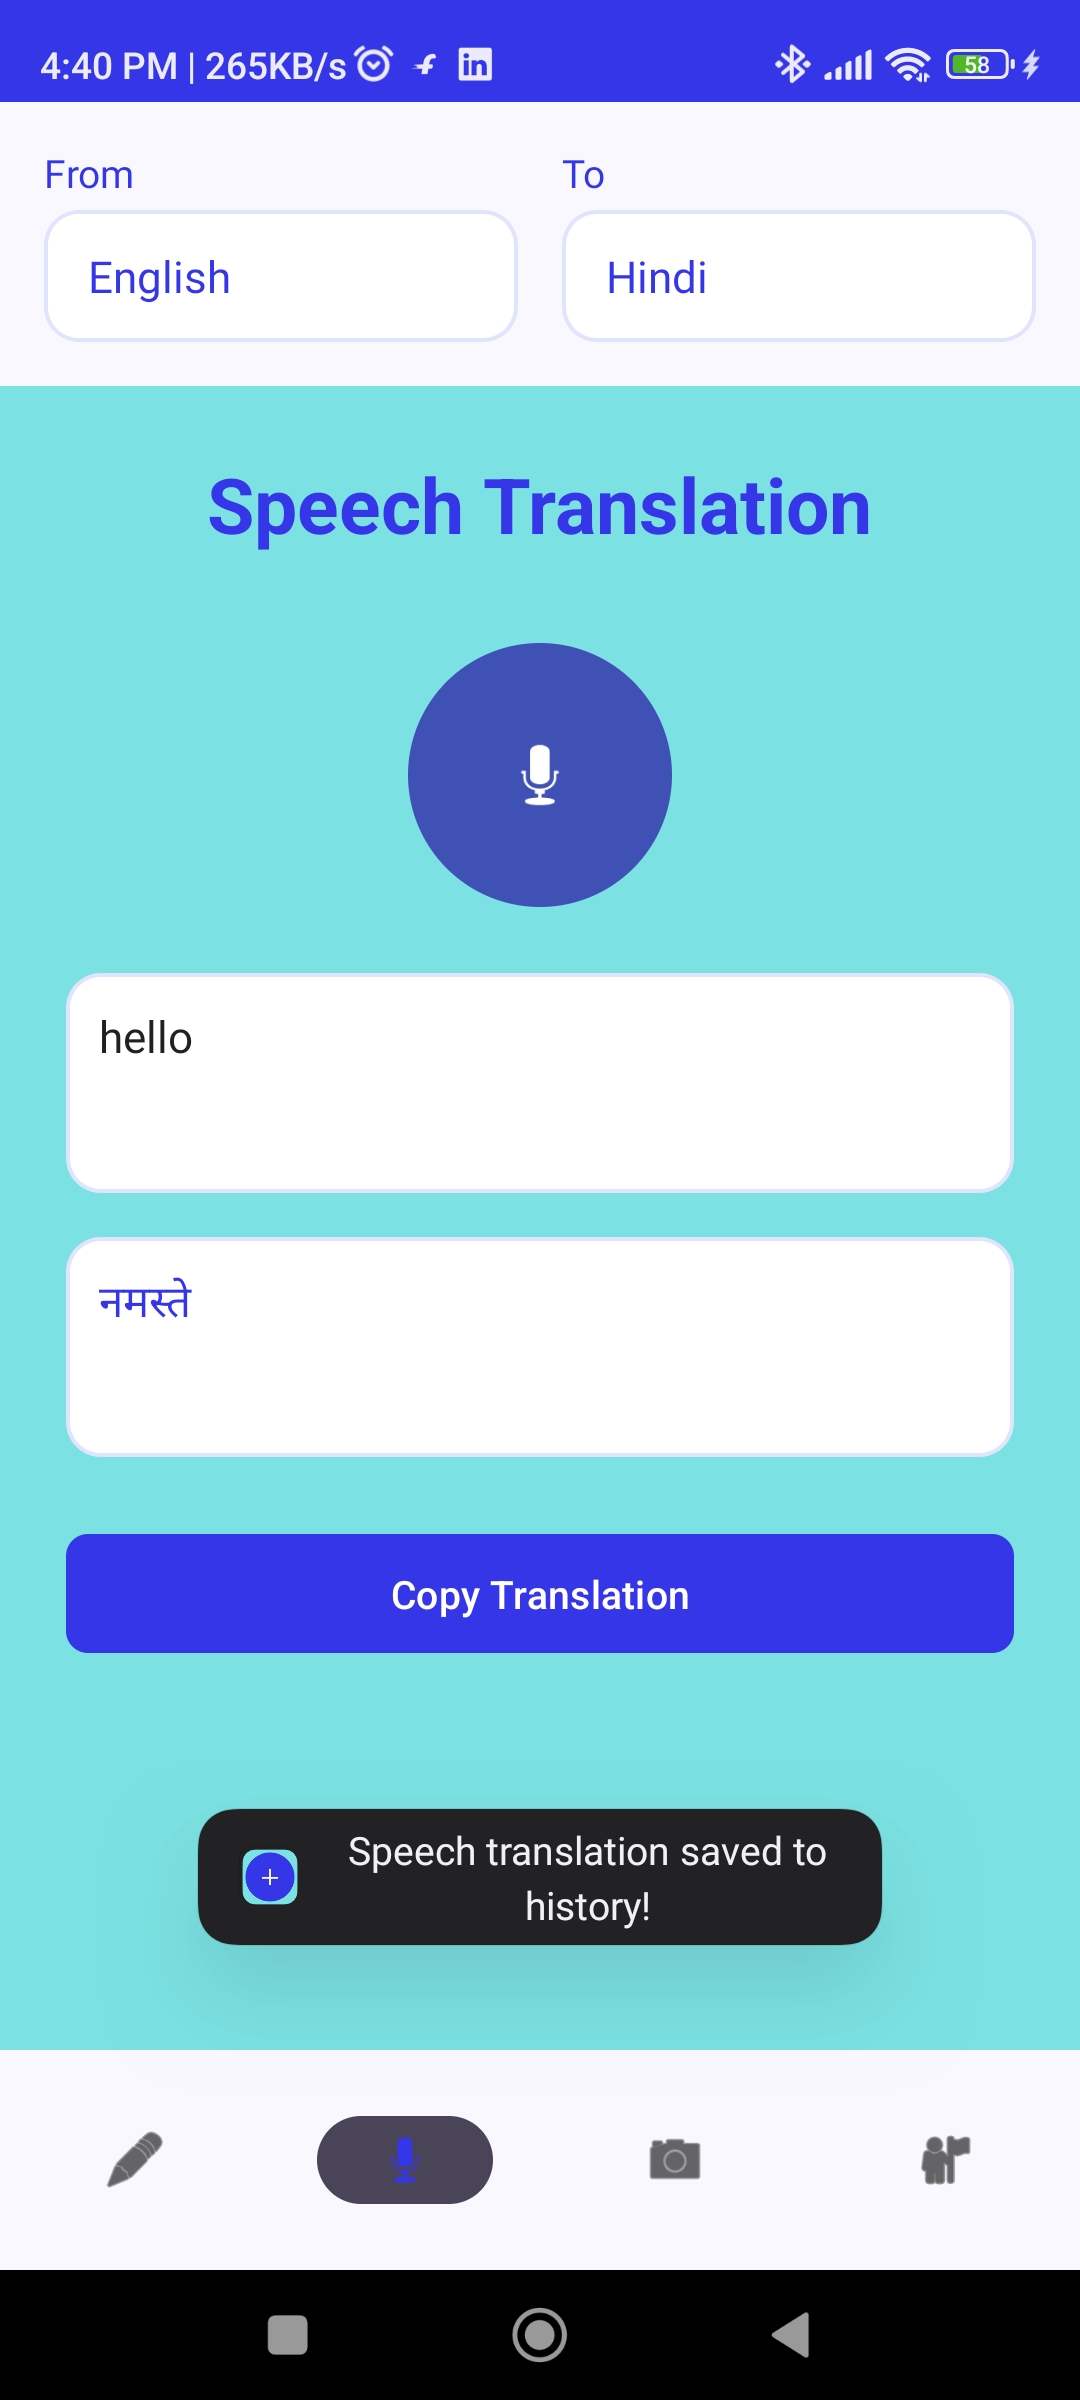 4:40 PM | 265KB/s
58
From
To
English
Hindi
Speech Translation
hello
नमस्ते
Copy Translation
Speech translation saved to
history!